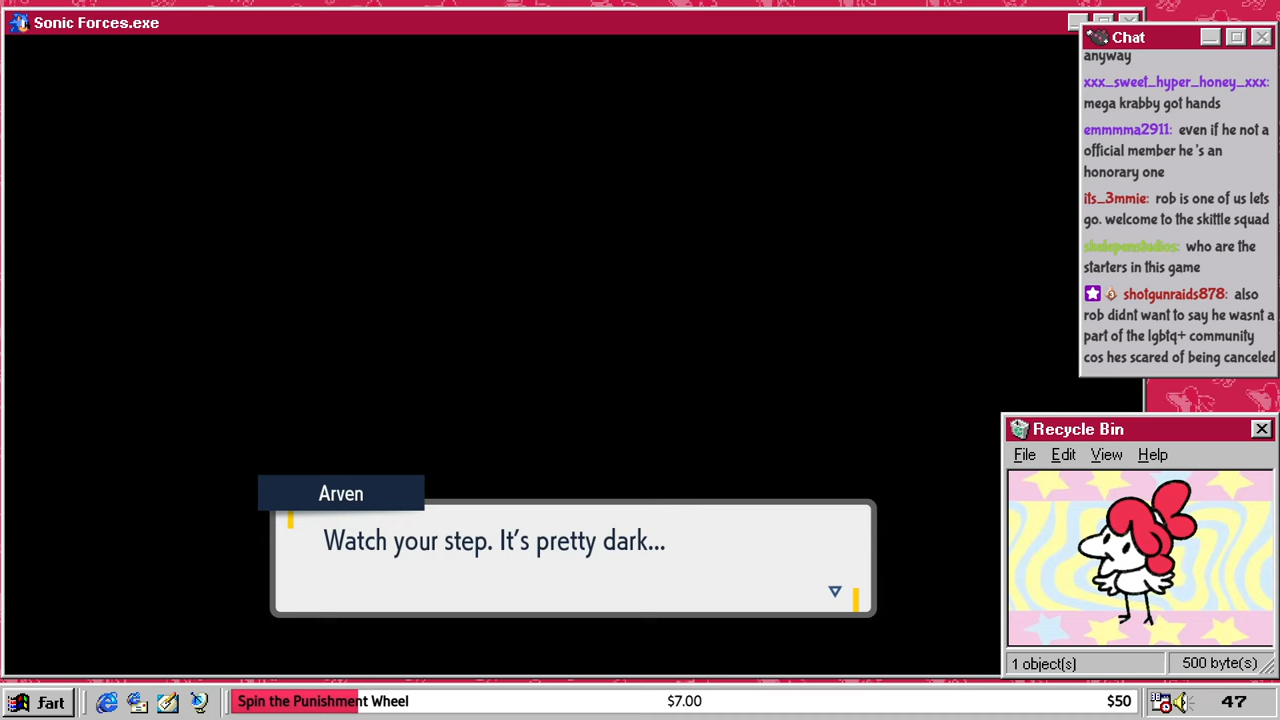 Sonic Forces.exe
Chat
anyway
xxx_sweet_hyper_honey_xxx:
mega krabby got hands
emmmma2911: even if he not a
official member he's an
honorary one
its_3mmie: rob is one of us lets
go. welcome to the skittle squad
skelepenstudios: who are the
starters in this game
shotgunraids878: also
rob didnt want to say he wasnt a
part of the lgbtq+ community
cos hes scared of being canceled
Recycle Bin
File Edit View Help
1 object(s) 500 byte(s)
Arven
Watch your step. It's pretty dark...
fart Spin the Punishment Wheel $7.00 $50 47